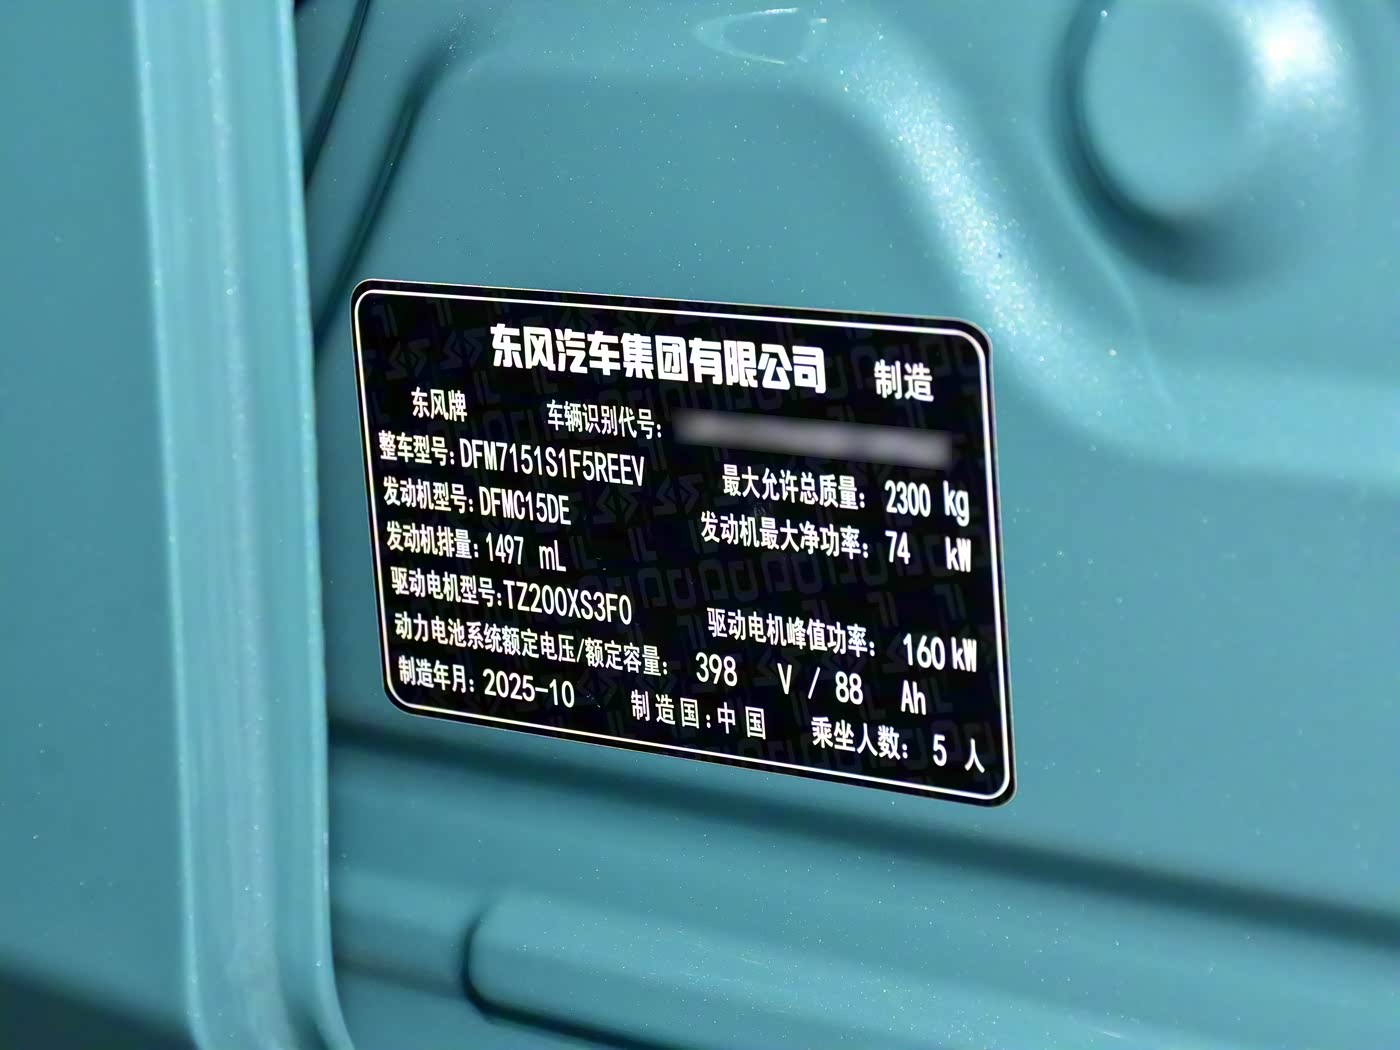 东风汽车集团有限公司 制造
东风牌 车辆识别代号:
整车型号:DFM7151S1F5REEV 最大允许总质量: 2300 kg
发动机型号:DFMC15DE 发动机最大净功率: 74 kW
发动机排量:1497 mL
驱动电机型号:TZ200XS3F0 驱动电机峰值功率: 160 kW
动力电池系统额定电压/额定容量: 398 V / 88 Ah
制造年月: 2025-10 制造国:中国 乘坐人数: 5 人